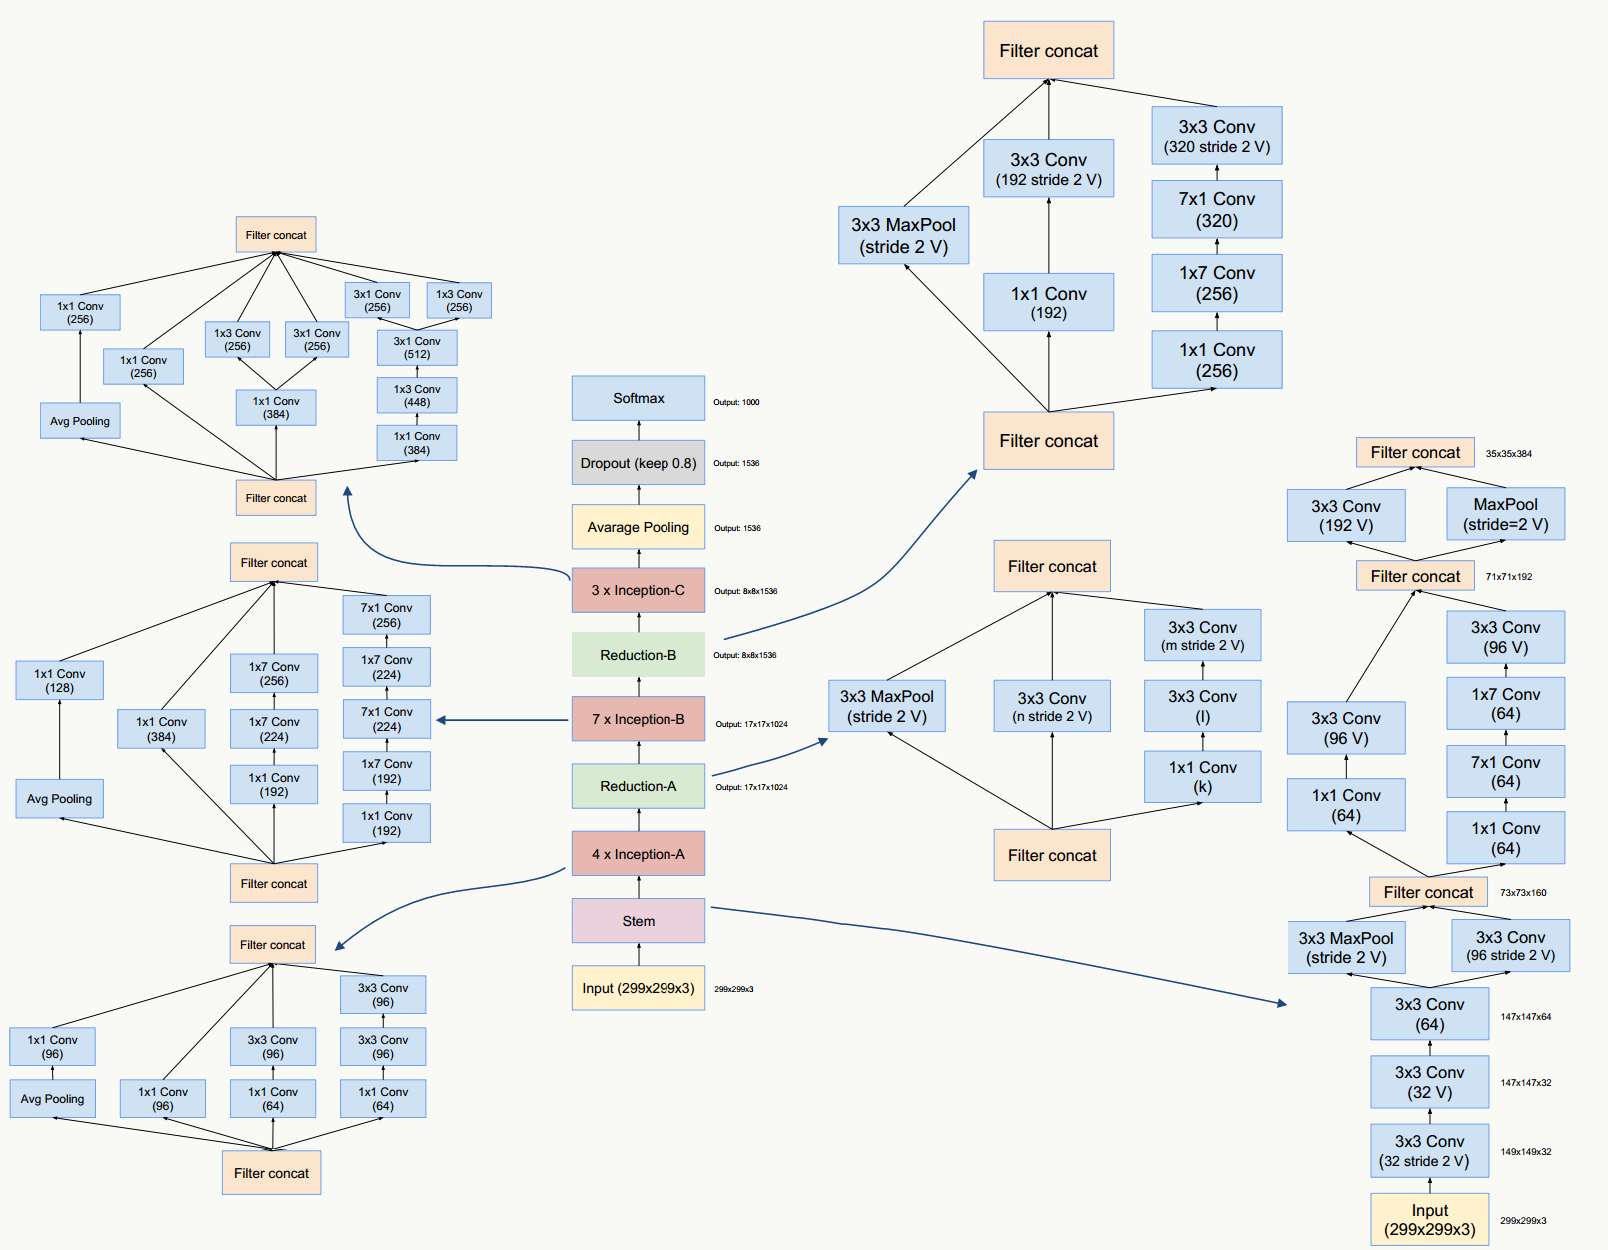 Filter concat
1x1 Conv
(256)
Avg Pooling
1x1 Conv
(256)
1x3 Conv
(256)
3x1 Conv
(256)
1x1 Conv
(384)
3x1 Conv
(256)
1x3 Conv
(256)
3x1 Conv
(512)
1x3 Conv
(448)
1x1 Conv
(384)
Filter concat
Filter concat
1x1 Conv
(128)
Avg Pooling
1x1 Conv
(384)
1x7 Conv
(256)
1x7 Conv
(224)
1x1 Conv
(192)
7x1 Conv
(256)
1x7 Conv
(224)
7x1 Conv
(224)
1x7 Conv
(192)
1x1 Conv
(192)
Filter concat
Filter concat
1x1 Conv
(96)
Avg Pooling
1x1 Conv
(96)
3x3 Conv
(96)
1x1 Conv
(64)
3x3 Conv
(96)
3x3 Conv
(96)
1x1 Conv
(64)
Filter concat
Softmax
Output: 1000
Dropout (keep 0.8)
Output: 1536
Avarage Pooling
Output: 1536
3 x Inception-C
Output: 8x8x1536
Reduction-B
Output: 8x8x1536
7 x Inception-B
Output: 17x17x1024
Reduction-A
Output: 17x17x1024
4 x Inception-A
Stem
Input (299x299x3)
299x299x3
Filter concat
3x3 MaxPool
(stride 2 V)
3x3 Conv
(192 stride 2 V)
1x1 Conv
(192)
3x3 Conv
(320 stride 2 V)
7x1 Conv
(320)
1x7 Conv
(256)
1x1 Conv
(256)
Filter concat
Filter concat
3x3 MaxPool
(stride 2 V)
3x3 Conv
(n stride 2 V)
3x3 Conv
(m stride 2 V)
3x3 Conv
(l)
1x1 Conv
(k)
Filter concat
Filter concat
35x35x384
3x3 Conv
(192 V)
MaxPool
(stride=2 V)
Filter concat
71x71x192
3x3 Conv
(96 V)
1x1 Conv
(64)
3x3 Conv
(96 V)
1x7 Conv
(64)
7x1 Conv
(64)
1x1 Conv
(64)
Filter concat
73x73x160
3x3 MaxPool
(stride 2 V)
3x3 Conv
(96 stride 2 V)
3x3 Conv
(64)
147x147x64
3x3 Conv
(32 V)
147x147x32
3x3 Conv
(32 stride 2 V)
149x149x32
Input
(299x299x3)
299x299x3